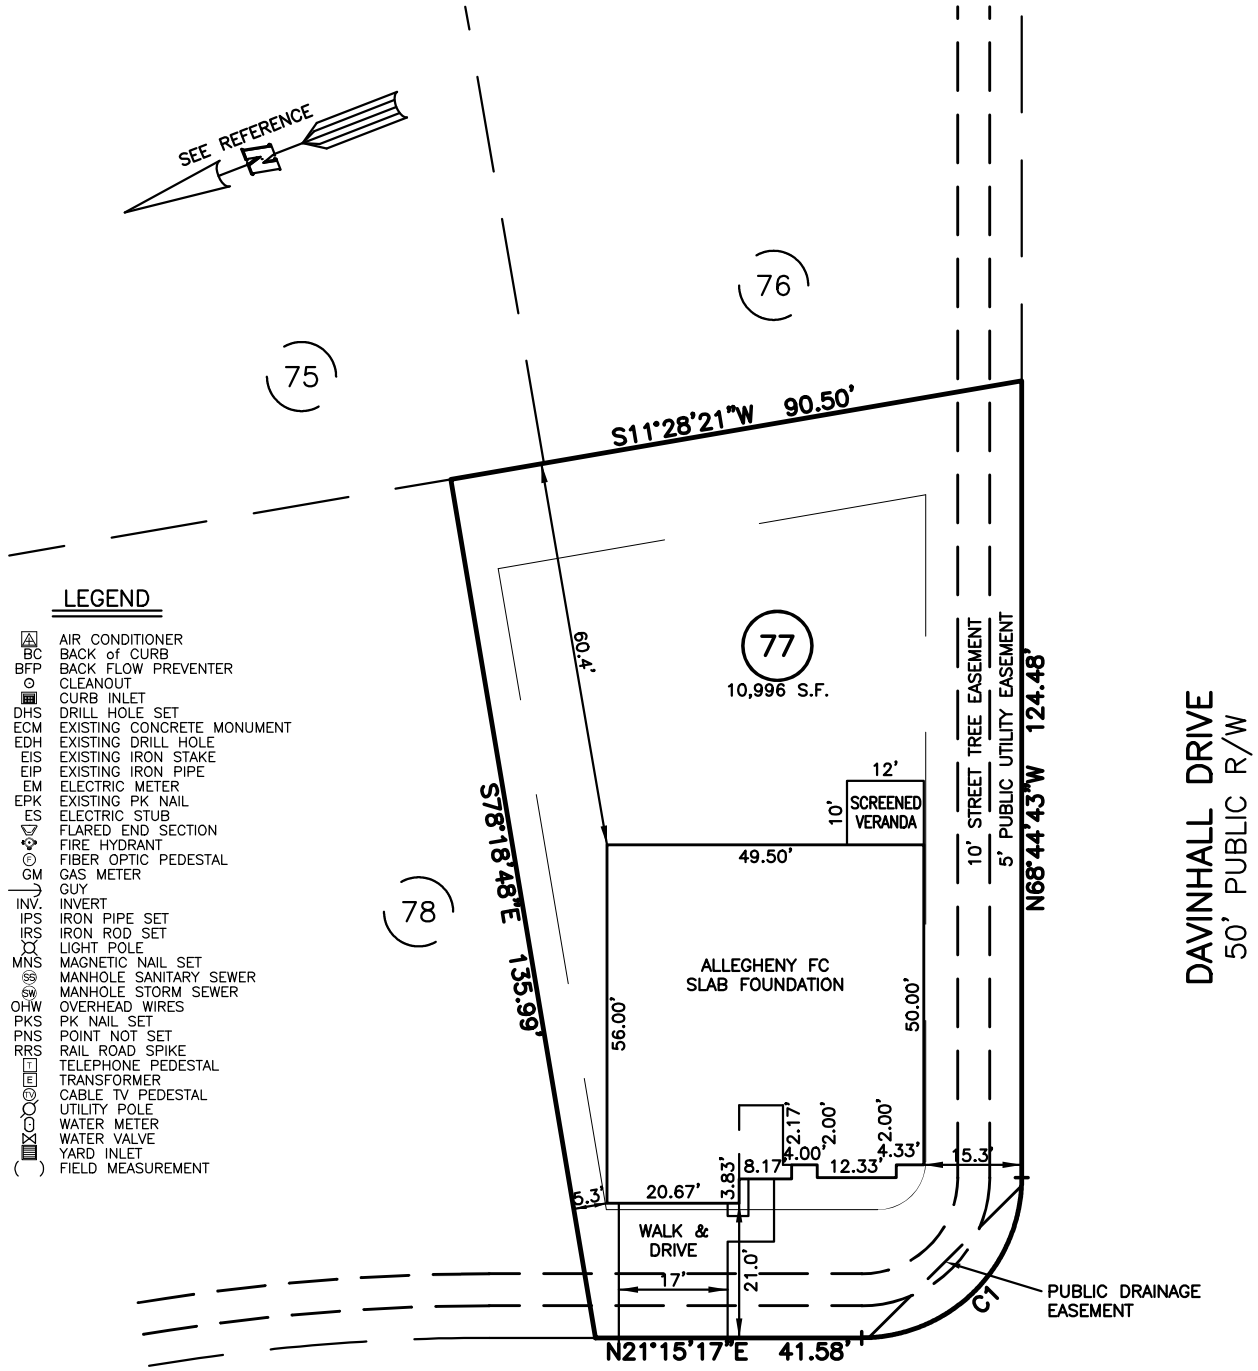 SEE REFERENCE
N
76
75
S11°28'21"W 90.50'
LEGEND
AIR CONDITIONER
BC BACK of CURB
BFP BACK FLOW PREVENTER
CLEANOUT
CURB INLET
DHS DRILL HOLE SET
ECM EXISTING CONCRETE MONUMENT
EDH EXISTING DRILL HOLE
EIS EXISTING IRON STAKE
EIP EXISTING IRON PIPE
EM ELECTRIC METER
EPK EXISTING PK NAIL
ES ELECTRIC STUB
FLARED END SECTION
FIRE HYDRANT
F FIBER OPTIC PEDESTAL
GM GAS METER
GUY
INV. INVERT
IPS IRON PIPE SET
IRS IRON ROD SET
LIGHT POLE
MNS MAGNETIC NAIL SET
SS MANHOLE SANITARY SEWER
SW MANHOLE STORM SEWER
OHW OVERHEAD WIRES
PKS PK NAIL SET
PNS POINT NOT SET
RRS RAIL ROAD SPIKE
T TELEPHONE PEDESTAL
E TRANSFORMER
TV CABLE TV PEDESTAL
UTILITY POLE
WATER METER
WATER VALVE
YARD INLET
( ) FIELD MEASUREMENT
60.4'
77
10,996 S.F.
12'
10'
SCREENED
VERANDA
49.50'
S78°18'48"E 135.99'
78
ALLEGHENY FC
SLAB FOUNDATION
56.00'
50.00'
10' STREET TREE EASEMENT
5' PUBLIC UTILITY EASEMENT
N68°44'43"W 124.48'
DAVINHALL DRIVE
50' PUBLIC R/W
2.17'
2.00'
2.00'
4.00'
4.33'
8.17'
12.33'
15.3'
3.83'
5.3'
20.67'
WALK &
DRIVE
17'
21.0'
C1
PUBLIC DRAINAGE
EASEMENT
N21°15'17"E 41.58'